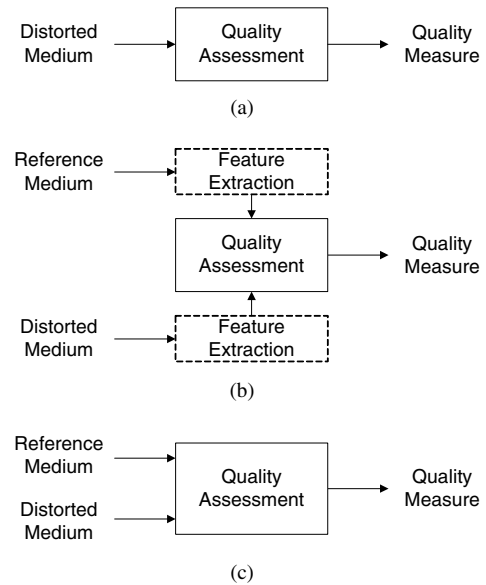 Distorted
Medium
Quality
Assessment
Quality
Measure
(a)
Reference
Medium
Feature
Extraction
Quality
Assessment
Quality
Measure
Distorted
Medium
Feature
Extraction
(b)
Reference
Medium
Distorted
Medium
Quality
Assessment
Quality
Measure
(c)